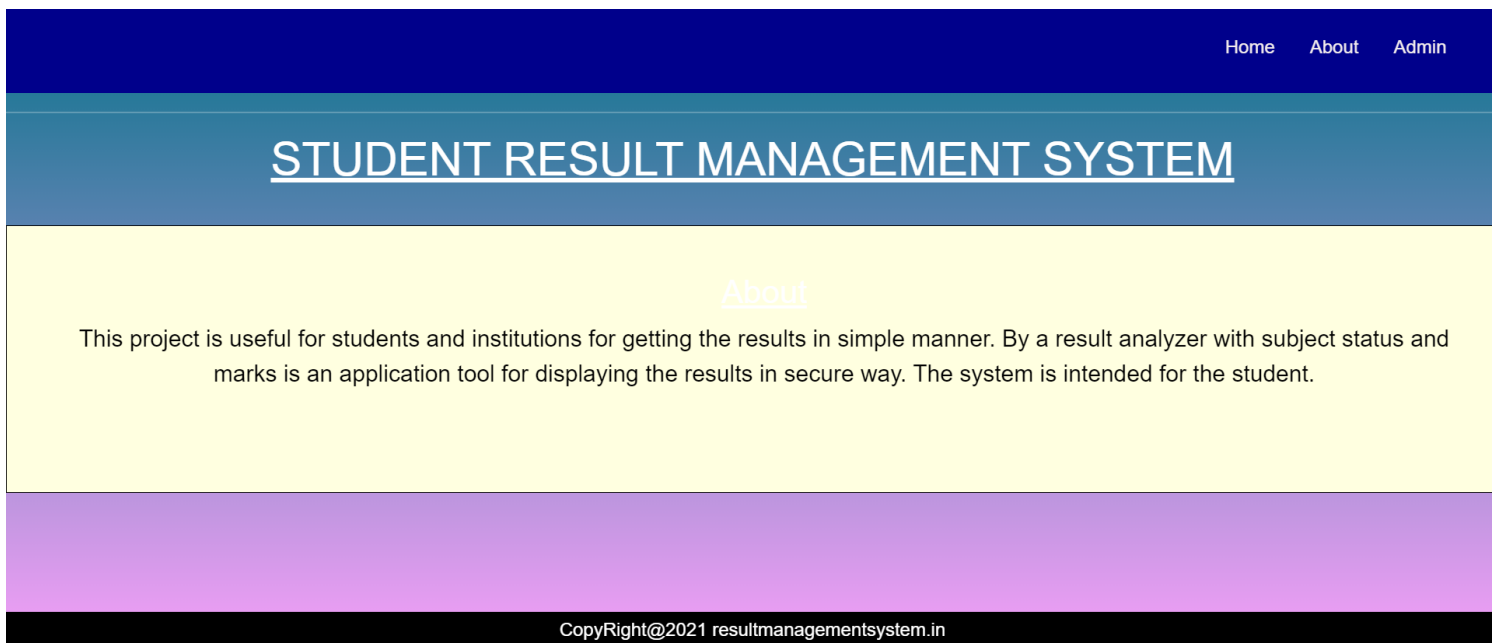 Home About Admin
STUDENT RESULT MANAGEMENT SYSTEM
About
This project is useful for students and institutions for getting the results in simple manner. By a result analyzer with subject status and
marks is an application tool for displaying the results in secure way. The system is intended for the student.
CopyRight@2021 resultmanagementsystem.in